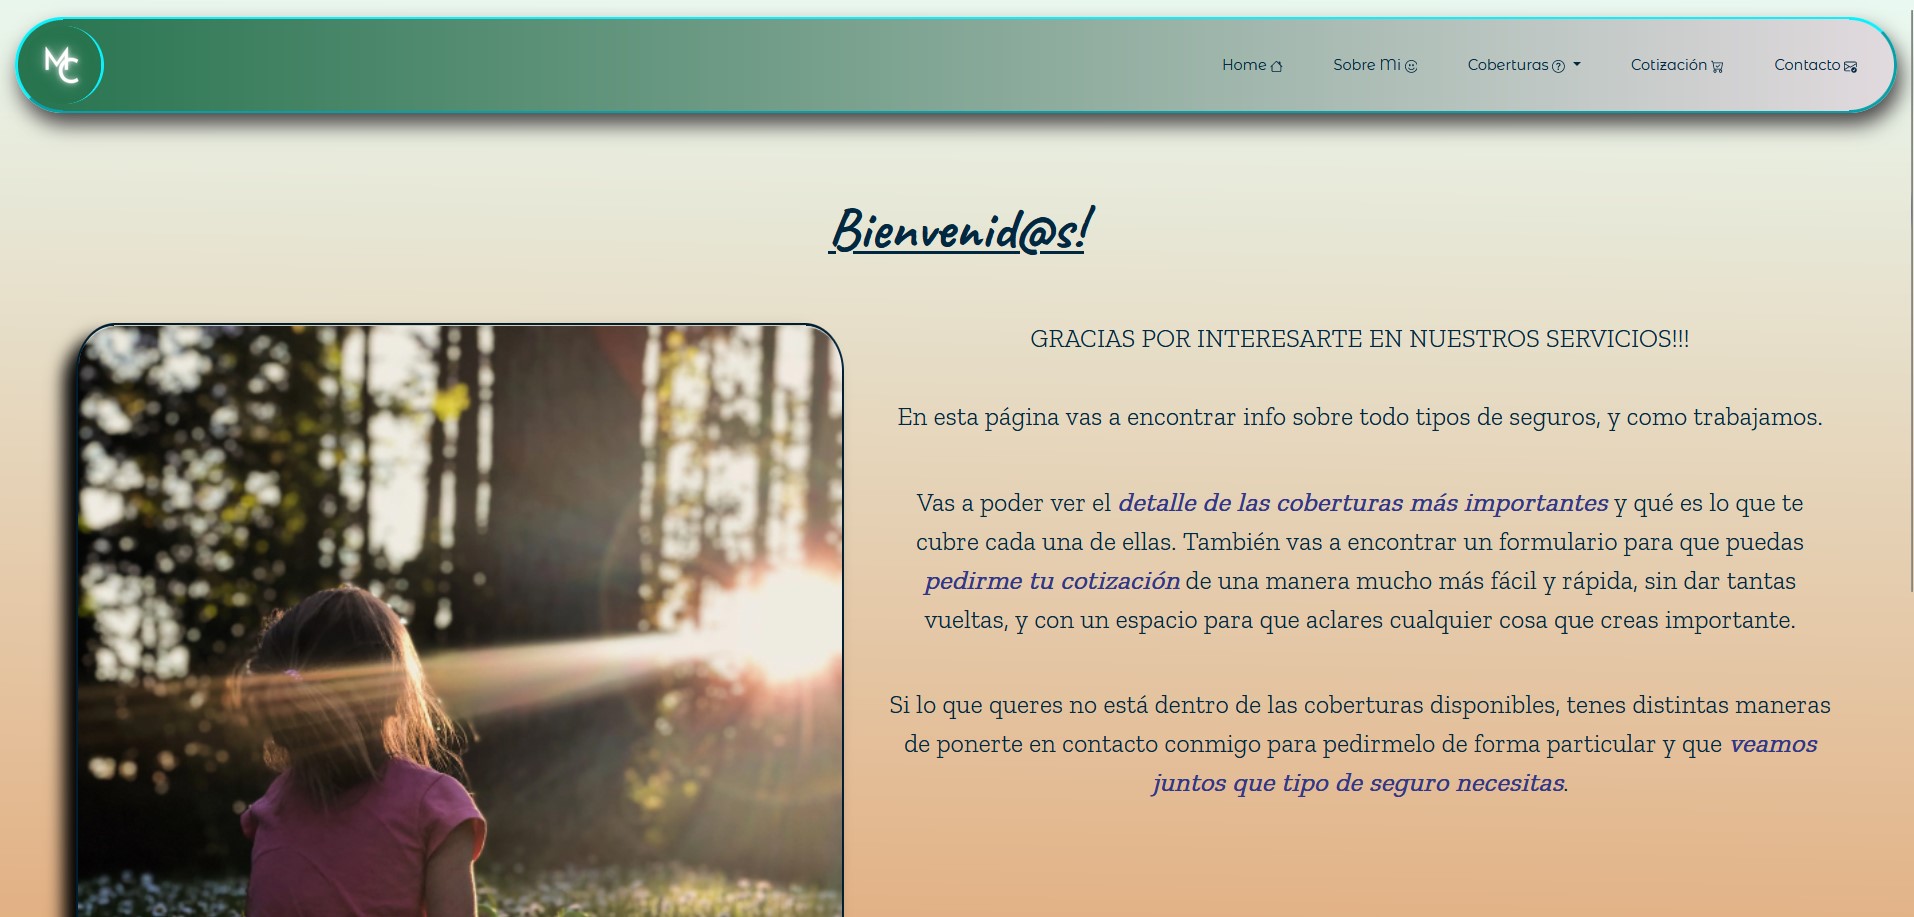 MC
Home
Sobre Mi
Coberturas
Cotización
Contacto
Bienvenid@s!
GRACIAS POR INTERESARTE EN NUESTROS SERVICIOS!!!
En esta página vas a encontrar info sobre todo tipos de seguros, y como trabajamos.
Vas a poder ver el detalle de las coberturas más importantes y qué es lo que te
cubre cada una de ellas. También vas a encontrar un formulario para que puedas
pedirme tu cotización de una manera mucho más fácil y rápida, sin dar tantas
vueltas, y con un espacio para que aclares cualquier cosa que creas importante.
Si lo que queres no está dentro de las coberturas disponibles, tenes distintas maneras
de ponerte en contacto conmigo para pedirmelo de forma particular y que veamos
juntos que tipo de seguro necesitas.